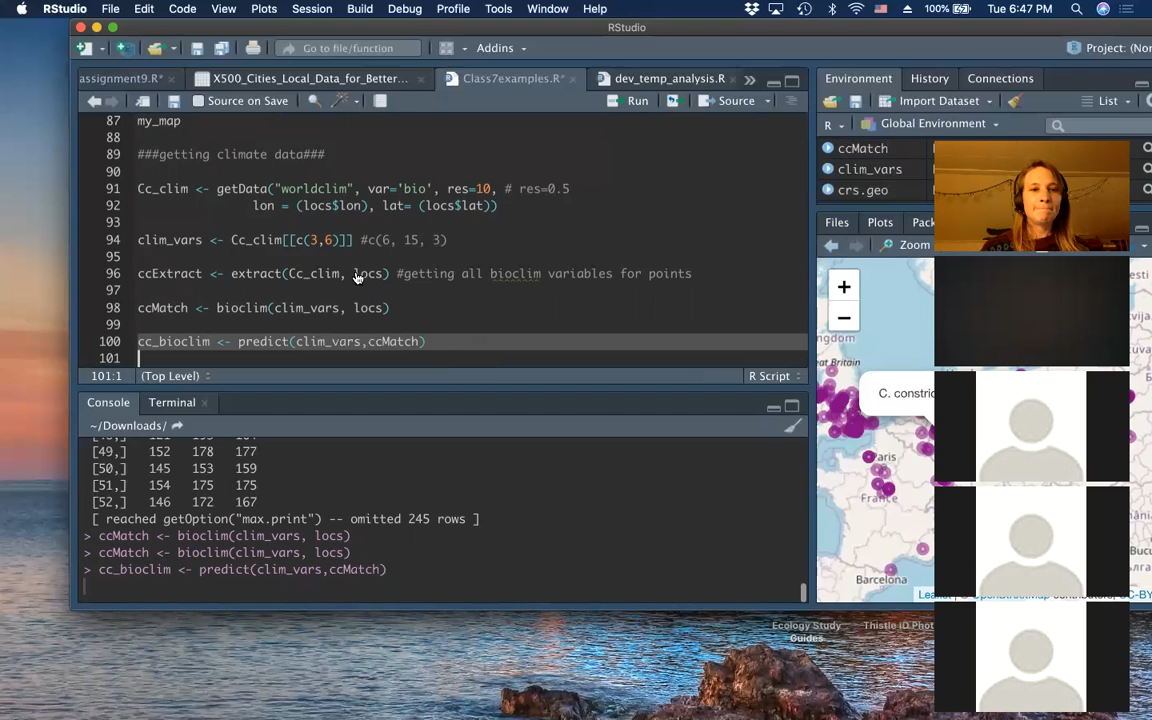 RStudio File Edit Code View Plots Session Build Debug Profile Tools Window Help 100% Tue 6:47 PM
RStudio
Go to file/function Addins Project: (Nor
assignment9.R* X500_Cities_Local_Data_for_Better... Class7examples.R* dev_temp_analysis.R
Source on Save Run Source
87 my_map
88
89 ###getting climate data###
90
91 Cc_clim <- getData("worldclim", var='bio', res=10, # res=0.5
92 lon = (locs$lon), lat= (locs$lat))
93
94 clim_vars <- Cc_clim[[c(3,6)]] #c(6, 15, 3)
95
96 ccExtract <- extract(Cc_clim, locs) #getting all bioclim variables for points
97
98 ccMatch <- bioclim(clim_vars, locs)
99
100 cc_bioclim <- predict(clim_vars,ccMatch)
101
101:1 (Top Level) R Script
Console Terminal
~/Downloads/
[49,] 152 178 177
[50,] 145 153 159
[51,] 154 175 175
[52,] 146 172 167
[ reached getOption("max.print") -- omitted 245 rows ]
> ccMatch <- bioclim(clim_vars, locs)
> ccMatch <- bioclim(clim_vars, locs)
> cc_bioclim <- predict(clim_vars,ccMatch)
Environment History Connections
Import Dataset List
R Global Environment
ccMatch
clim_vars
crs.geo
Files Plots Pack
Zoom
+
−
ngdom
Great Britain
C. constric
Paris
France
Barcelona
Bucu
Leaflet
CC-BY
Ecology Study
Guides
Thistle ID Phot